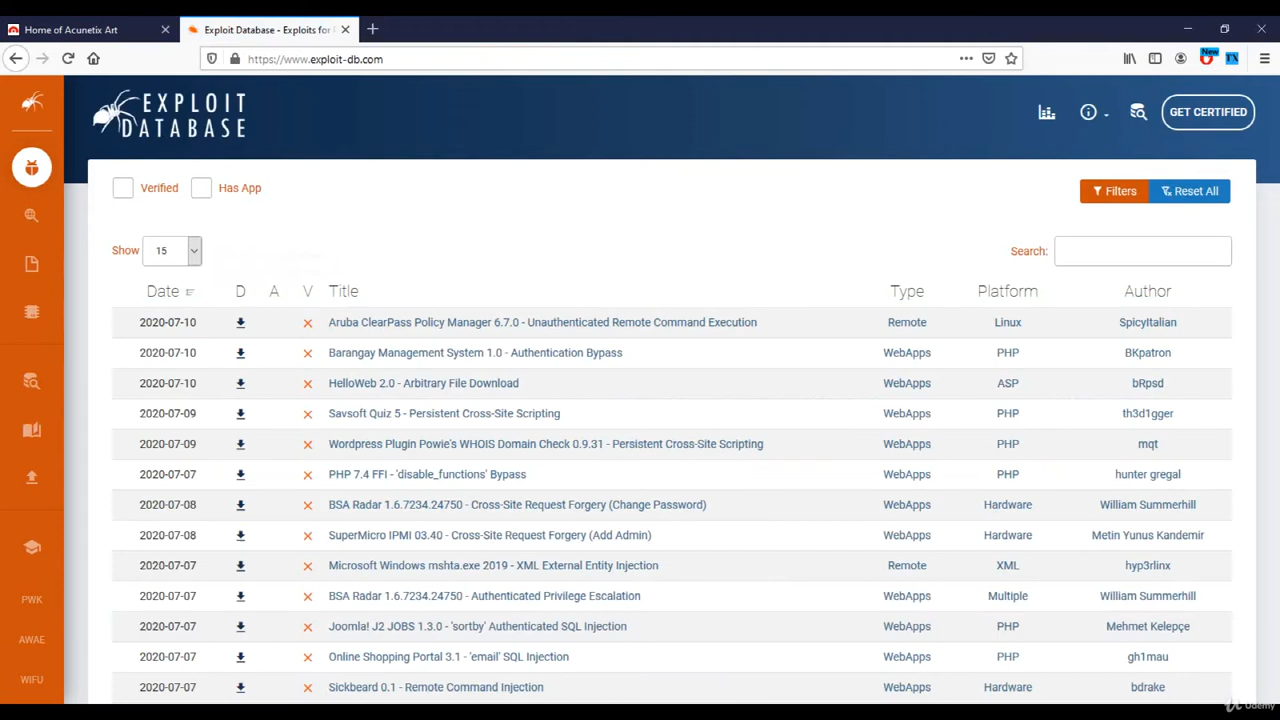 Home of Acunetix Art
Exploit Database - Exploits for
https://www.exploit-db.com
New
TX
EXPLOIT
DATABASE
GET CERTIFIED
Verified
Has App
Filters
Reset All
Show 15
Search:
Date D A V Title Type Platform Author
2020-07-10 Aruba ClearPass Policy Manager 6.7.0 - Unauthenticated Remote Command Execution Remote Linux SpicyItalian
2020-07-10 Barangay Management System 1.0 - Authentication Bypass WebApps PHP BKpatron
2020-07-10 HelloWeb 2.0 - Arbitrary File Download WebApps ASP bRpsd
2020-07-09 Savsoft Quiz 5 - Persistent Cross-Site Scripting WebApps PHP th3d1gger
2020-07-09 Wordpress Plugin Powie's WHOIS Domain Check 0.9.31 - Persistent Cross-Site Scripting WebApps PHP mqt
2020-07-07 PHP 7.4 FFI - 'disable_functions' Bypass WebApps PHP hunter gregal
2020-07-08 BSA Radar 1.6.7234.24750 - Cross-Site Request Forgery (Change Password) WebApps Hardware William Summerhill
2020-07-08 SuperMicro IPMI 03.40 - Cross-Site Request Forgery (Add Admin) WebApps Hardware Metin Yunus Kandemir
2020-07-07 Microsoft Windows mshta.exe 2019 - XML External Entity Injection Remote XML hyp3rlinx
2020-07-07 BSA Radar 1.6.7234.24750 - Authenticated Privilege Escalation WebApps Multiple William Summerhill
2020-07-07 Joomla! J2 JOBS 1.3.0 - 'sortby' Authenticated SQL Injection WebApps PHP Mehmet Kelepçe
2020-07-07 Online Shopping Portal 3.1 - 'email' SQL Injection WebApps PHP gh1mau
2020-07-07 Sickbeard 0.1 - Remote Command Injection WebApps Hardware bdrake
PWK
AWAE
WIFU
Udemy